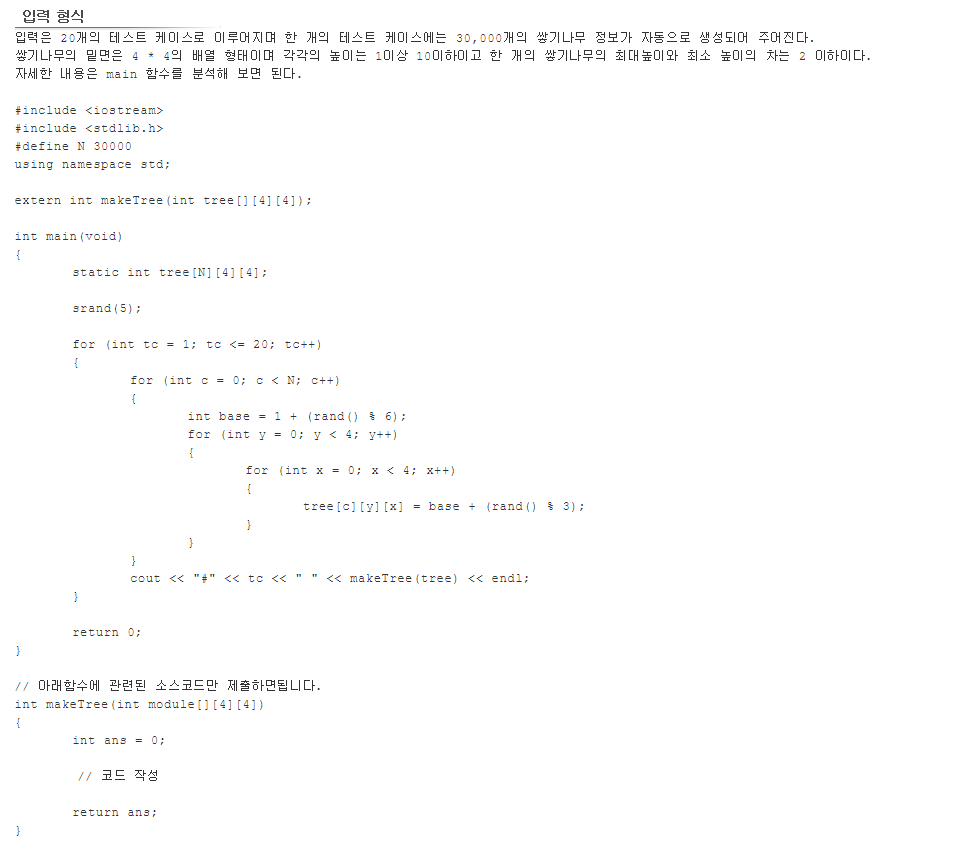 입력 형식
입력은 20개의 테스트 케이스로 이루어지며 한 개의 테스트 케이스에는 30,000개의 쌓기나무 정보가 자동으로 생성되어 주어진다.
쌓기나무의 밑면은 4 * 4의 배열 형태이며 각각의 높이는 1이상 10이하이고 한 개의 쌓기나무의 최대높이와 최소 높이의 차는 2 이하이다.
자세한 내용은 main 함수를 분석해 보면 된다.
#include <iostream>
#include <stdlib.h>
#define N 30000
using namespace std;
extern int makeTree(int tree[][4][4]);
int main(void)
{
static int tree[N][4][4];
srand(5);
for (int tc = 1; tc <= 20; tc++)
{
for (int c = 0; c < N; c++)
{
int base = 1 + (rand() % 6);
for (int y = 0; y < 4; y++)
{
for (int x = 0; x < 4; x++)
{
tree[c][y][x] = base + (rand() % 3);
}
}
}
cout << "#" << tc << " " << makeTree(tree) << endl;
}
return 0;
}
// 아래함수에 관련된 소스코드만 제출하면됩니다.
int makeTree(int module[][4][4])
{
int ans = 0;
// 코드 작성
return ans;
}